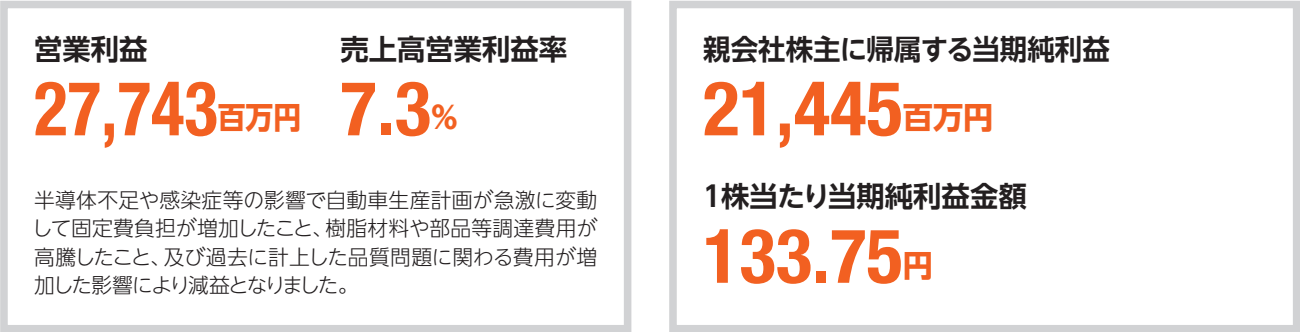 営業利益
27,743百万円
売上高営業利益率
7.3%
半導体不足や感染症等の影響で自動車生産計画が急激に変動
して固定費負担が増加したこと、樹脂材料や部品等調達費用が
高騰したこと、及び過去に計上した品質問題に関わる費用が増
加した影響により減益となりました。
親会社株主に帰属する当期純利益
21,445百万円
1株当たり当期純利益金額
133.75円